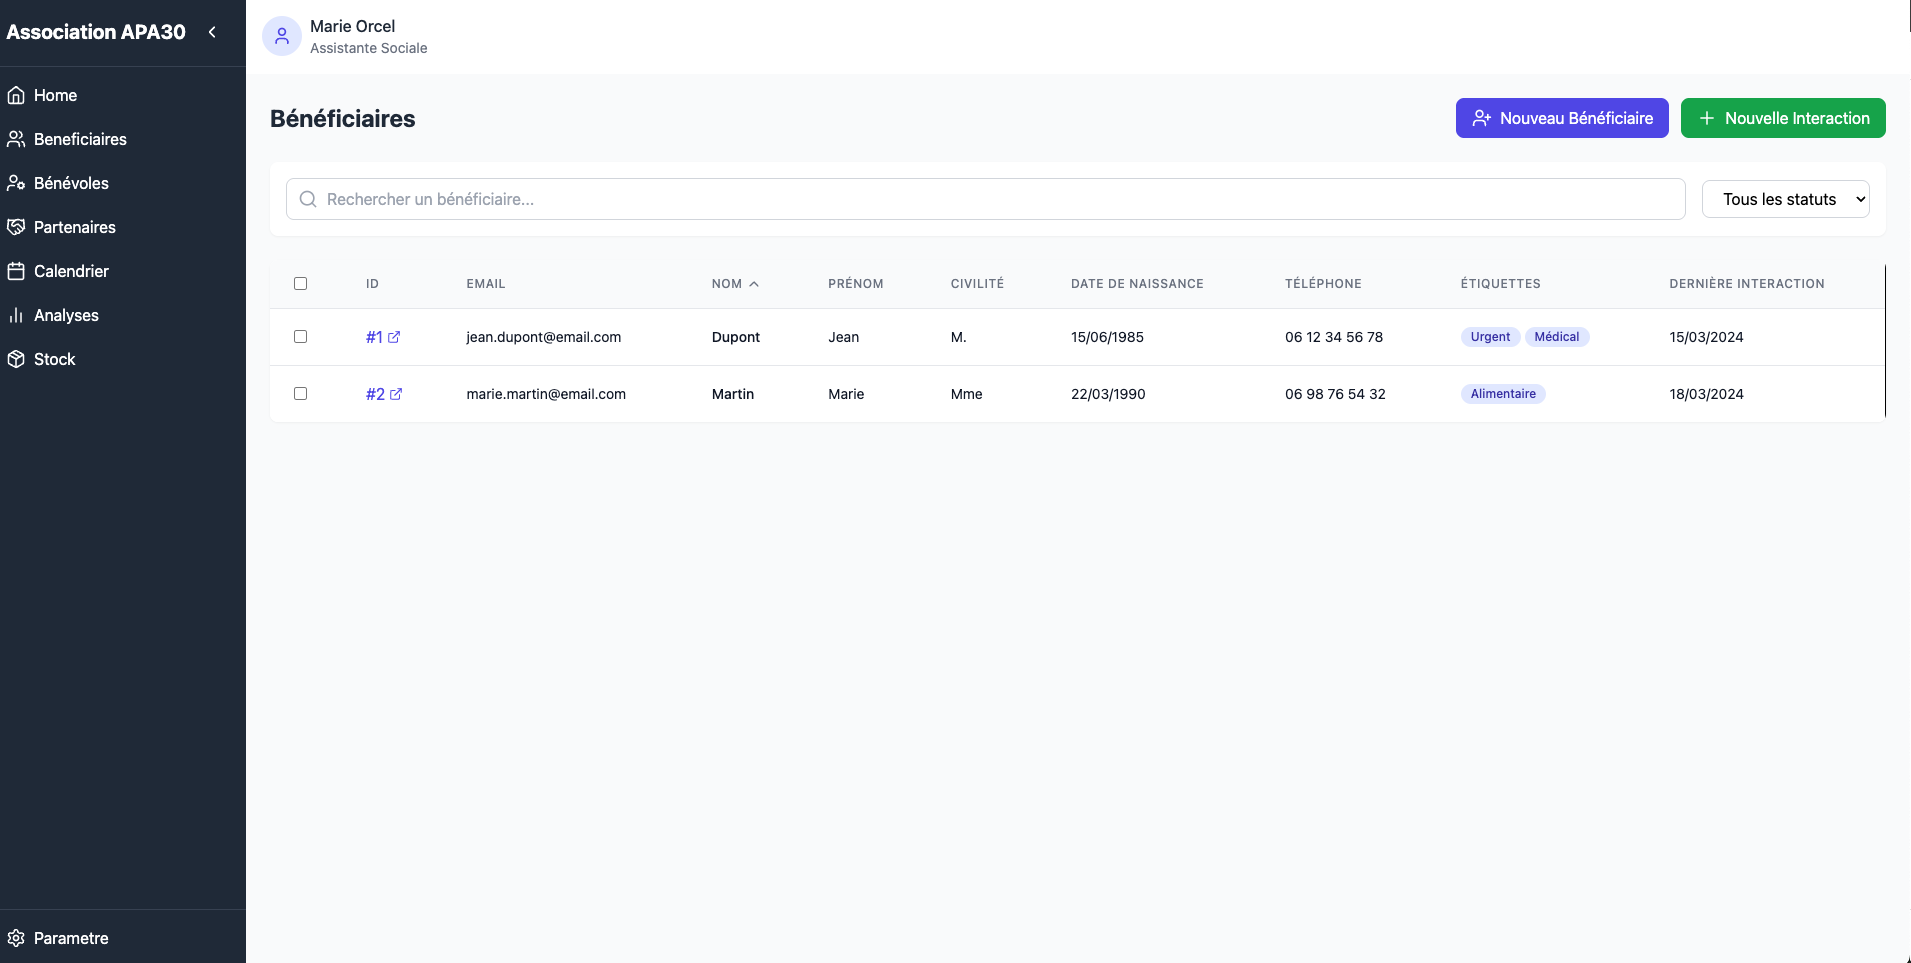 Association APA30
Home
Beneficiaires
Bénévoles
Partenaires
Calendrier
Analyses
Stock
Parametre
Marie Orcel
Assistante Sociale
Bénéficiaires
Nouveau Bénéficiaire
Nouvelle Interaction
Rechercher un bénéficiaire...
Tous les statuts
ID EMAIL NOM PRÉNOM CIVILITÉ DATE DE NAISSANCE TÉLÉPHONE ÉTIQUETTES DERNIÈRE INTERACTION
#1 jean.dupont@email.com Dupont Jean M. 15/06/1985 06 12 34 56 78 Urgent Médical 15/03/2024
#2 marie.martin@email.com Martin Marie Mme 22/03/1990 06 98 76 54 32 Alimentaire 18/03/2024